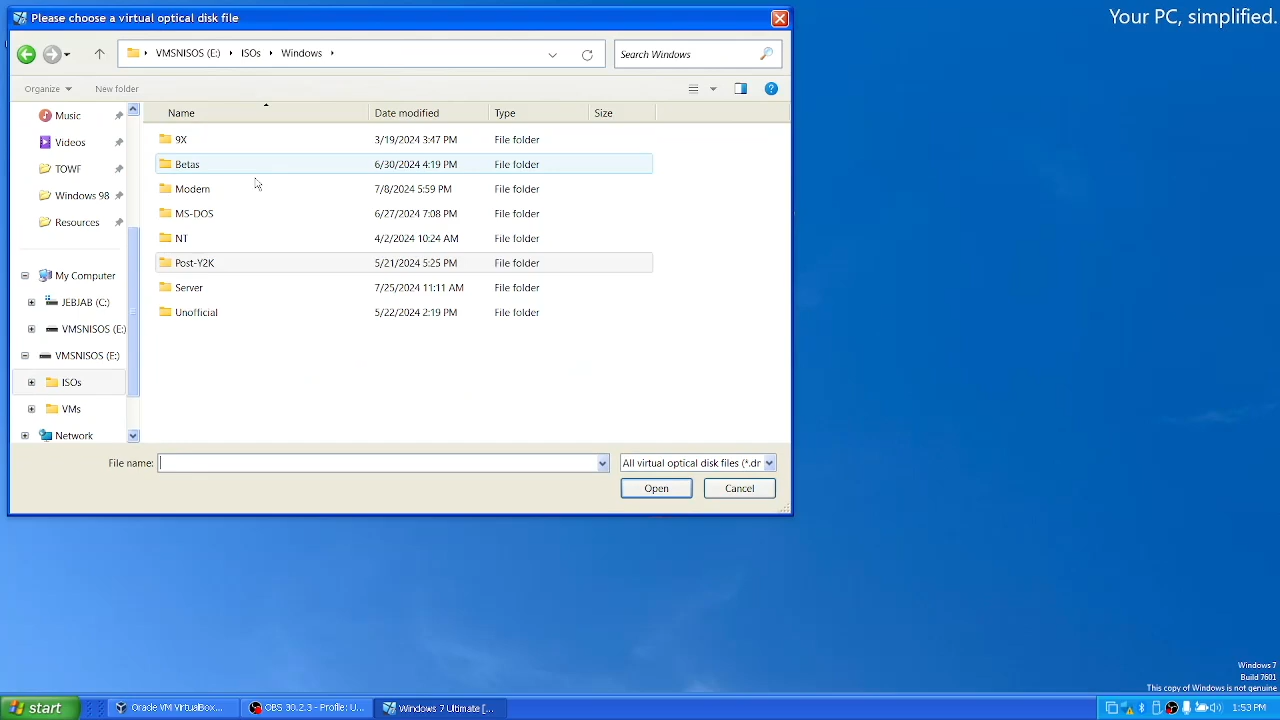 Please choose a virtual optical disk file
Your PC, simplified.
VMSNISOS (E:) ISOs Windows
Search Windows
Organize
New folder
Name Date modified Type Size
Music
Videos
TOWF
Windows 98
Resources
My Computer
JEBJAB (C:)
VMSNISOS (E:)
VMSNISOS (E:)
ISOs
VMs
Network
9X 3/19/2024 3:47 PM File folder
Betas 6/30/2024 4:19 PM File folder
Modern 7/8/2024 5:59 PM File folder
MS-DOS 6/27/2024 7:08 PM File folder
NT 4/2/2024 10:24 AM File folder
Post-Y2K 5/21/2024 5:25 PM File folder
Server 7/25/2024 11:11 AM File folder
Unofficial 5/22/2024 2:19 PM File folder
File name:
All virtual optical disk files (*.dr
Open
Cancel
Windows 7
Build 7601
This copy of Windows is not genuine
start
Oracle VM VirtualBox...
OBS 30.2.3 - Profile: U...
Windows 7 Ultimate [...
1:53 PM